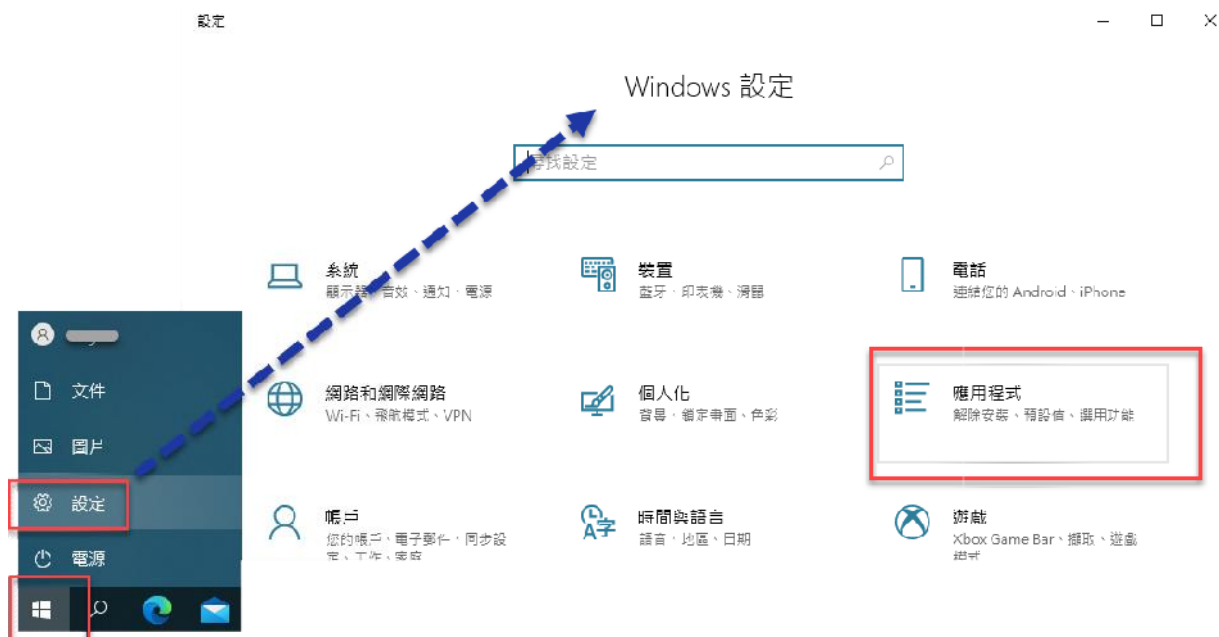 設定
Windows 設定
尋找設定
系統
顯示器、音效、通知、電源
裝置
藍牙、印表機、滑鼠
電話
連結您的 Android、iPhone
網路和網際網路
Wi-Fi、飛航模式、VPN
個人化
背景、鎖定畫面、色彩
應用程式
解除安裝、預設值、選用功能
帳戶
您的帳戶、電子郵件、同步設
定、工作、家庭
時間與語言
語音、地區、日期
遊戲
Xbox Game Bar、擷取、遊戲
模式
文件
圖片
設定
電源